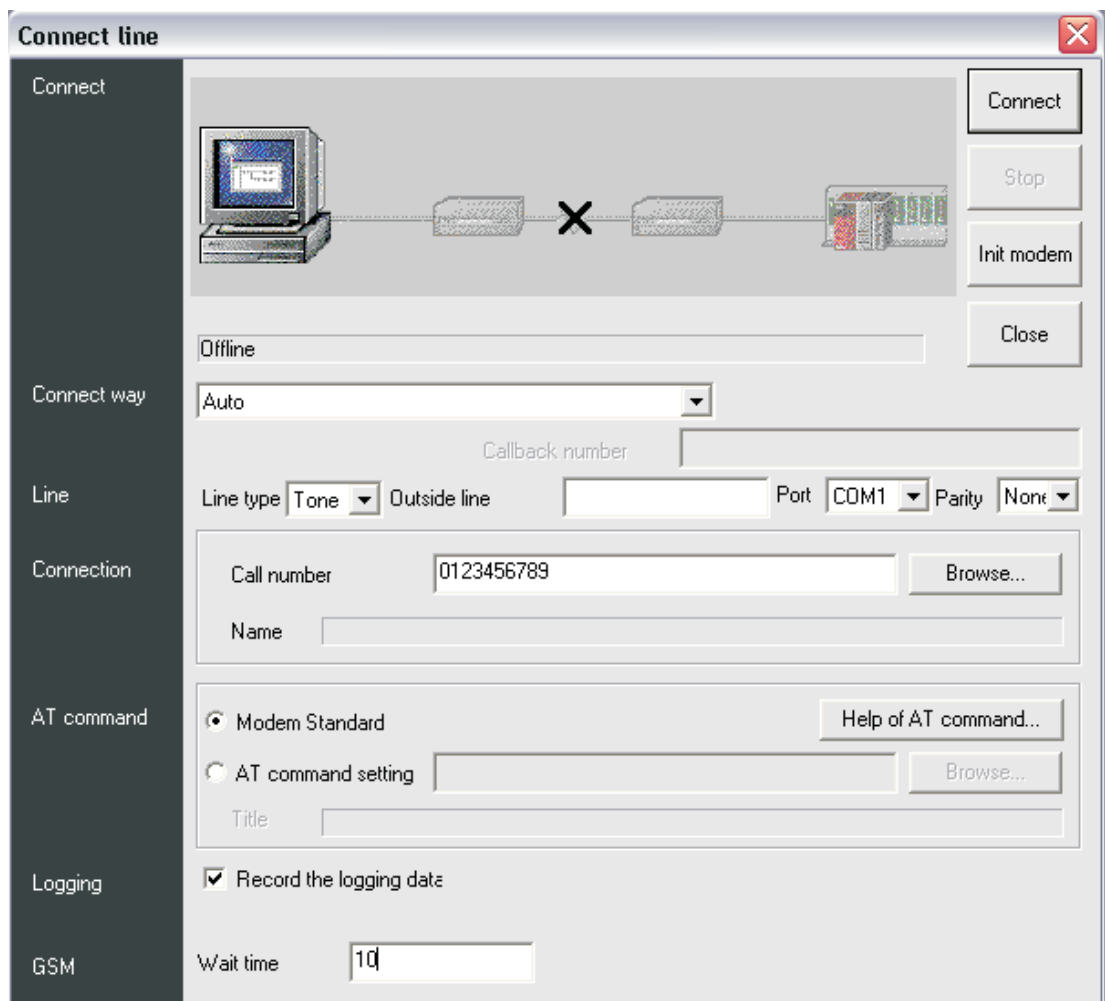 Connect line
Connect
Connect
Stop
Init modem
Close
Offline
Connect way
Auto
Callback number
Line
Line type Tone Outside line Port COM1 Parity None
Connection
Call number 0123456789 Browse...
Name
AT command
Modem Standard Help of AT command...
AT command setting Browse...
Title
Logging
Record the logging data
GSM
Wait time 10